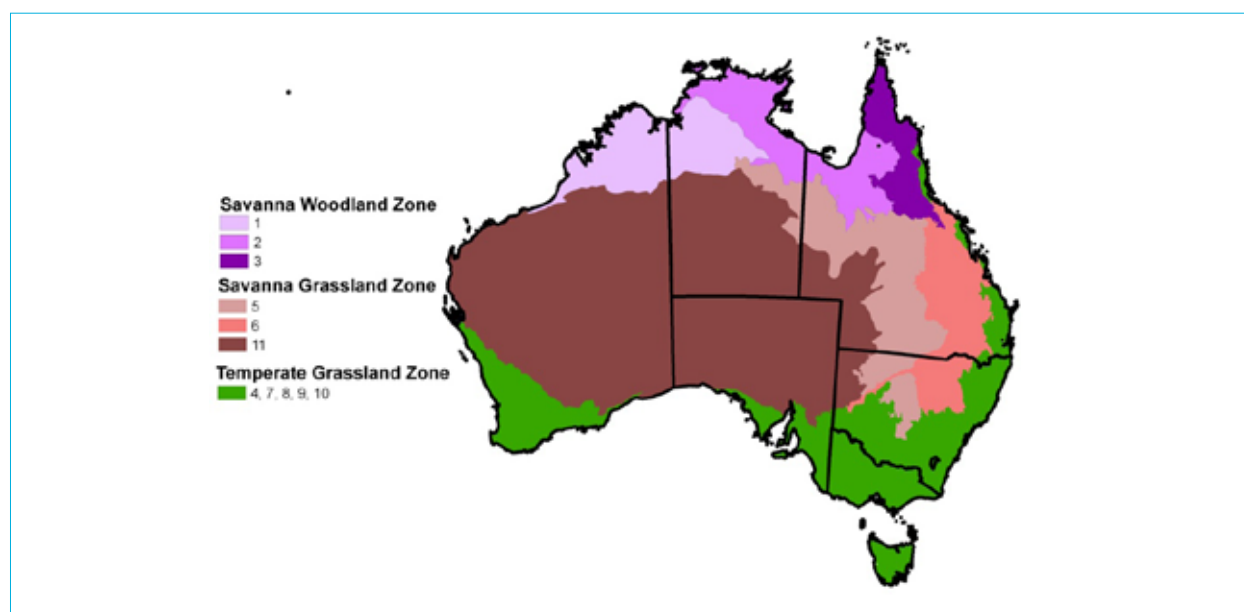 Savanna Woodland Zone
1
2
3
Savanna Grassland Zone
5
6
11
Temperate Grassland Zone
4, 7, 8, 9, 10